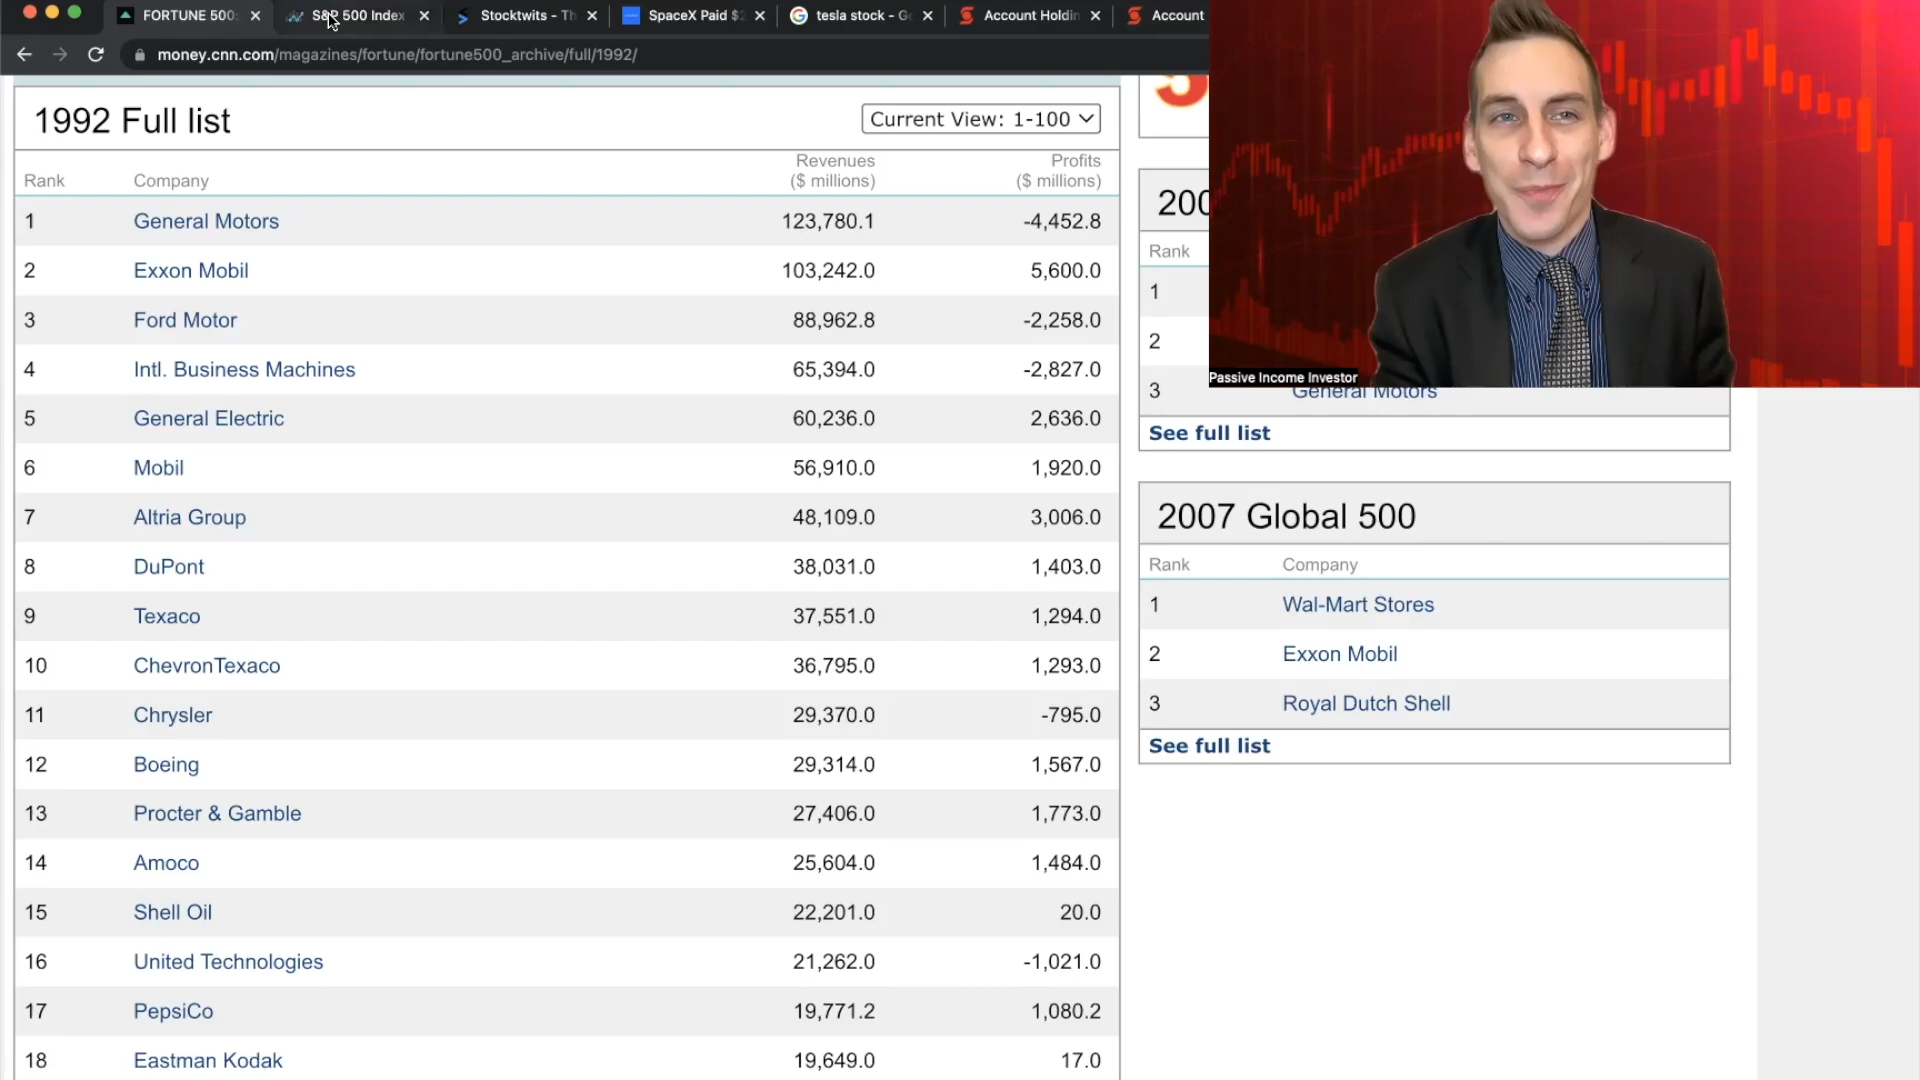 FORTUNE 500:
S&P 500 Index
Stocktwits - Th
SpaceX Paid $2
tesla stock - Go
Account Holdin
Account
money.cnn.com/magazines/fortune/fortune500_archive/full/1992/
1992 Full list
Current View: 1-100
Rank Company Revenues ($ millions) Profits ($ millions)
1 General Motors 123,780.1 -4,452.8
2 Exxon Mobil 103,242.0 5,600.0
3 Ford Motor 88,962.8 -2,258.0
4 Intl. Business Machines 65,394.0 -2,827.0
5 General Electric 60,236.0 2,636.0
6 Mobil 56,910.0 1,920.0
7 Altria Group 48,109.0 3,006.0
8 DuPont 38,031.0 1,403.0
9 Texaco 37,551.0 1,294.0
10 ChevronTexaco 36,795.0 1,293.0
11 Chrysler 29,370.0 -795.0
12 Boeing 29,314.0 1,567.0
13 Procter & Gamble 27,406.0 1,773.0
14 Amoco 25,604.0 1,484.0
15 Shell Oil 22,201.0 20.0
16 United Technologies 21,262.0 -1,021.0
17 PepsiCo 19,771.2 1,080.2
18 Eastman Kodak 19,649.0 17.0
5
200
Rank
1
2
3 General Motors
See full list
2007 Global 500
Rank Company
1 Wal-Mart Stores
2 Exxon Mobil
3 Royal Dutch Shell
See full list
Passive Income Investor